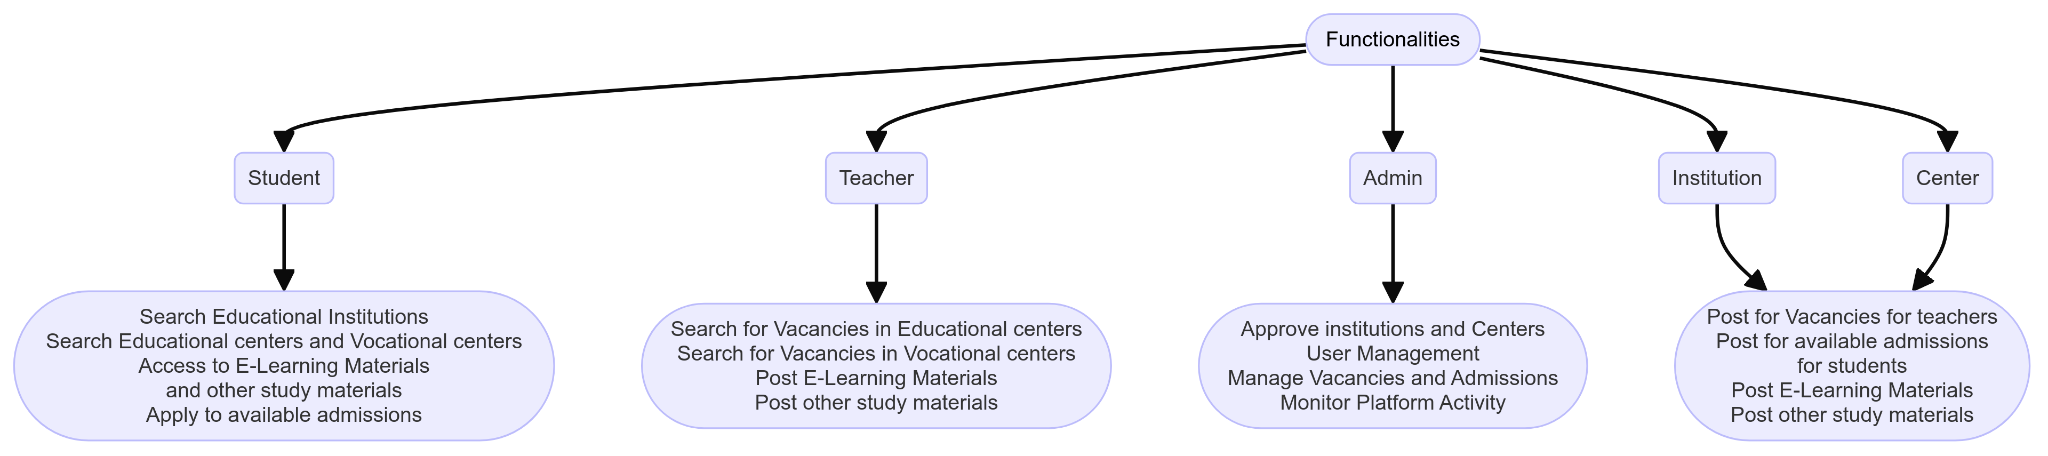 Functionalities
Student
Teacher
Admin
Institution
Center
Search Educational Institutions
Search Educational centers and Vocational centers
Access to E-Learning Materials
and other study materials
Apply to available admissions
Search for Vacancies in Educational centers
Search for Vacancies in Vocational centers
Post E-Learning Materials
Post other study materials
Approve institutions and Centers
User Management
Manage Vacancies and Admissions
Monitor Platform Activity
Post for Vacancies for teachers
Post for available admissions
for students
Post E-Learning Materials
Post other study materials